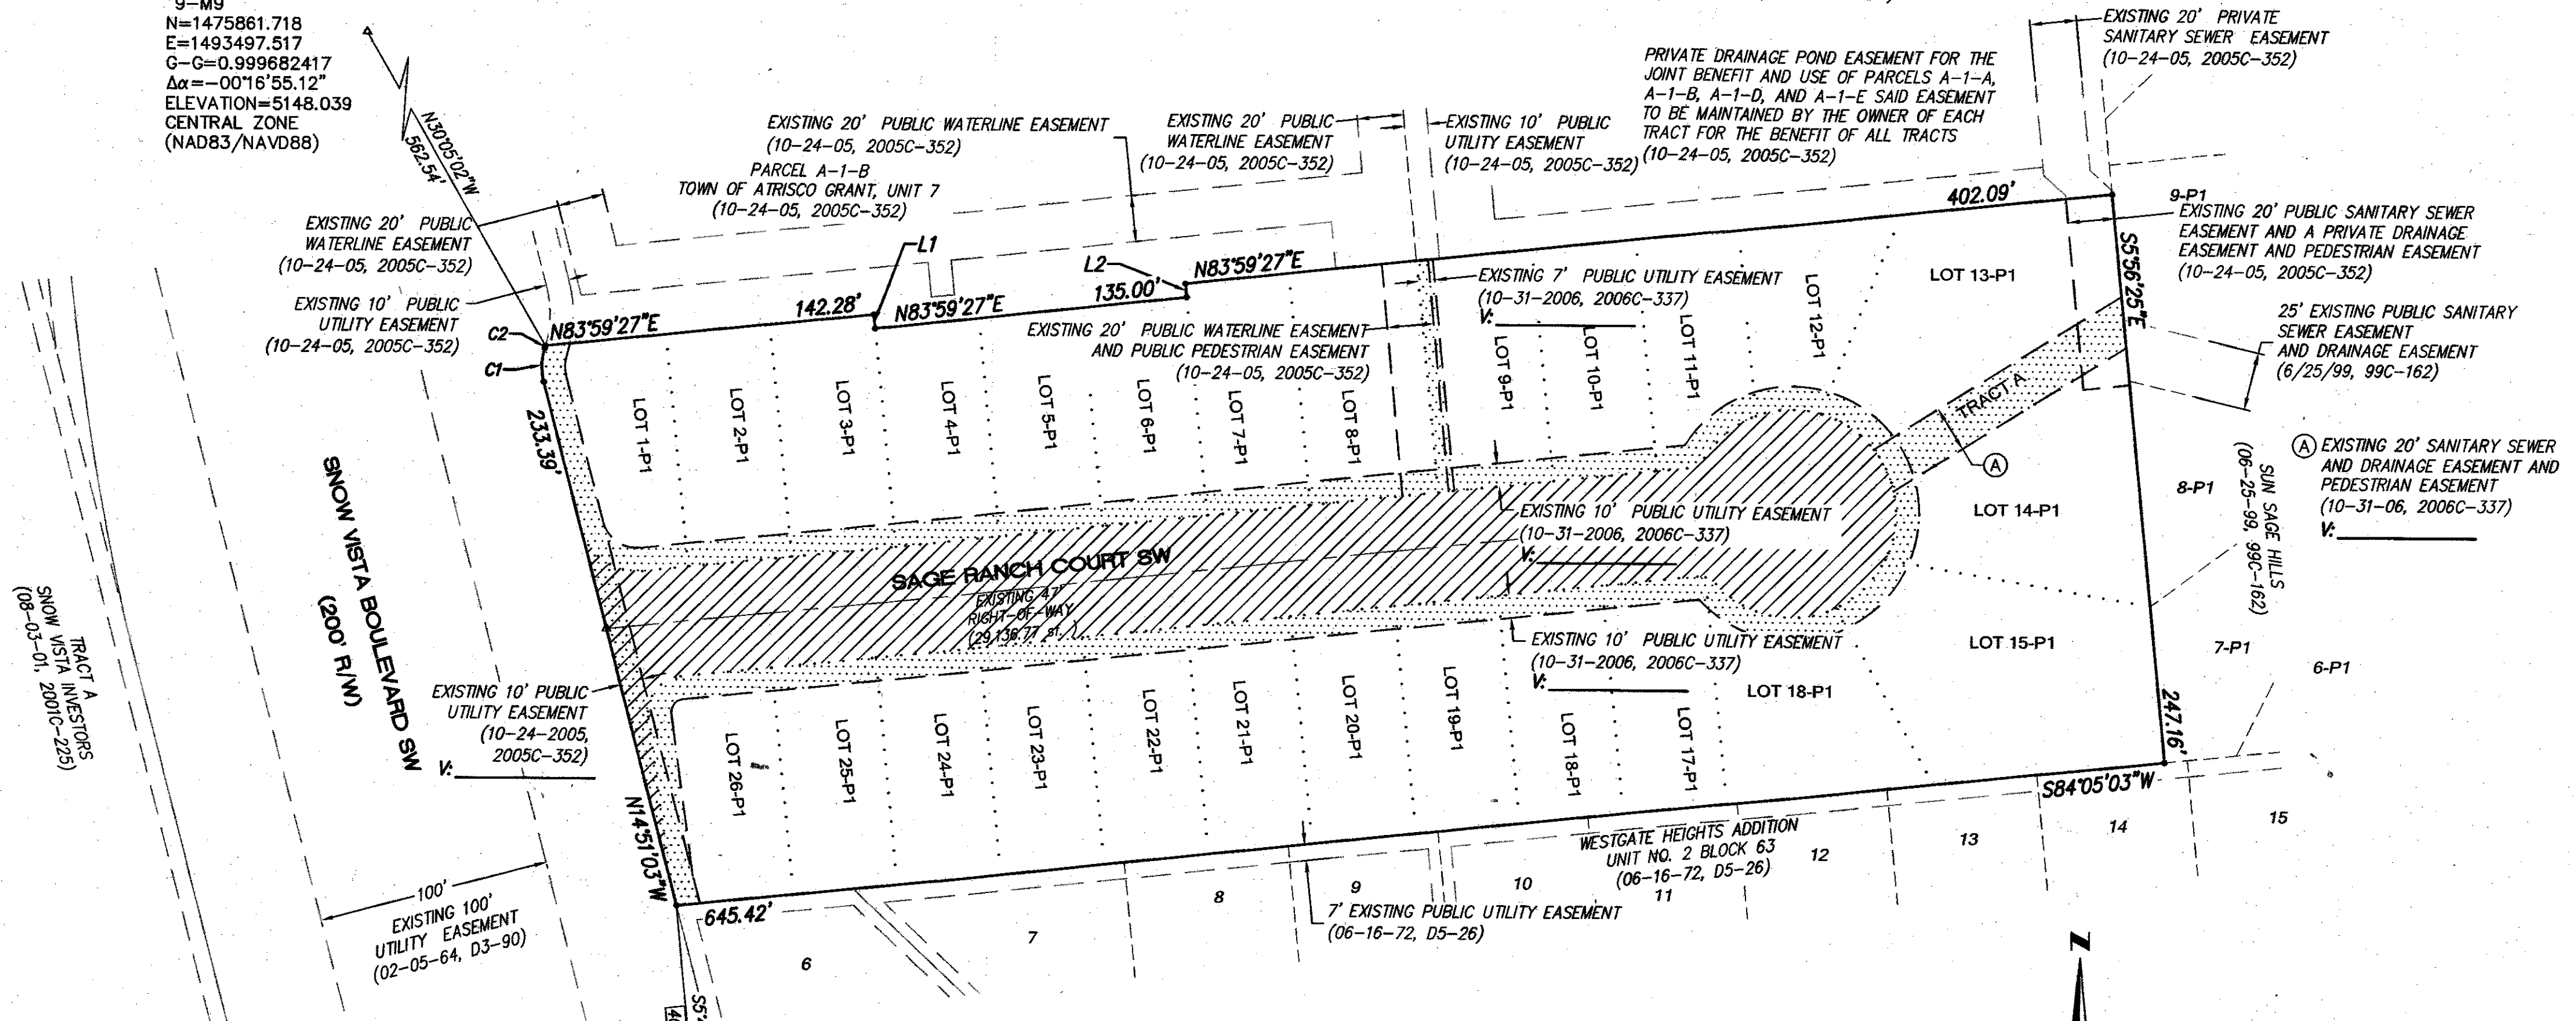 9-M9
N=1475861.718
E=1493497.517
G-G=0.999682417
Δα=-00°16'55.12"
ELEVATION=5148.039
CENTRAL ZONE
(NAD83/NAVD88)
N30°05'02"W
562.54'
EXISTING 20' PUBLIC WATERLINE EASEMENT
(10-24-05, 2005C-352)
PARCEL A-1-B
TOWN OF ATRISCO GRANT, UNIT 7
(10-24-05, 2005C-352)
EXISTING 20' PUBLIC
WATERLINE EASEMENT
(10-24-05, 2005C-352)
EXISTING 10' PUBLIC
UTILITY EASEMENT
(10-24-05, 2005C-352)
PRIVATE DRAINAGE POND EASEMENT FOR THE
JOINT BENEFIT AND USE OF PARCELS A-1-A,
A-1-B, A-1-D, AND A-1-E SAID EASEMENT
TO BE MAINTAINED BY THE OWNER OF EACH
TRACT FOR THE BENEFIT OF ALL TRACTS
(10-24-05, 2005C-352)
EXISTING 20' PRIVATE
SANITARY SEWER EASEMENT
(10-24-05, 2005C-352)
EXISTING 20' PUBLIC
WATERLINE EASEMENT
(10-24-05, 2005C-352)
EXISTING 10' PUBLIC
UTILITY EASEMENT
(10-24-05, 2005C-352)
C2
C1
N83°59'27"E
142.28'
L1
N83°59'27"E
135.00'
L2
N83°59'27"E
402.09'
9-P1
EXISTING 20' PUBLIC SANITARY SEWER
EASEMENT AND A PRIVATE DRAINAGE
EASEMENT AND PEDESTRIAN EASEMENT
(10-24-05, 2005C-352)
S5°56'25"E
25' EXISTING PUBLIC SANITARY
SEWER EASEMENT
AND DRAINAGE EASEMENT
(6/25/99, 99C-162)
EXISTING 7' PUBLIC UTILITY EASEMENT
(10-31-2006, 2006C-337)
V:
EXISTING 20' PUBLIC WATERLINE EASEMENT
AND PUBLIC PEDESTRIAN EASEMENT
(10-24-05, 2005C-352)
LOT 1-P1
LOT 2-P1
LOT 3-P1
LOT 4-P1
LOT 5-P1
LOT 6-P1
LOT 7-P1
LOT 8-P1
LOT 9-P1
LOT 10-P1
LOT 11-P1
LOT 12-P1
LOT 13-P1
TRACT A
A
A EXISTING 20' SANITARY SEWER
AND DRAINAGE EASEMENT AND
PEDESTRIAN EASEMENT
(10-31-06, 2006C-337)
V:
8-P1
SUN SAGE HILLS
(06-25-99, 99C-162)
LOT 14-P1
233.39'
SNOW VISTA BOULEVARD SW
(200' R/W)
EXISTING 10' PUBLIC UTILITY EASEMENT
(10-31-2006, 2006C-337)
V:
SAGE RANCH COURT SW
EXISTING 47'
RIGHT-OF-WAY
(29,136.77 sf.)
EXISTING 10' PUBLIC UTILITY EASEMENT
(10-31-2006, 2006C-337)
V:
LOT 15-P1
7-P1
6-P1
LOT 18-P1
TRACT A
SNOW VISTA INVESTORS
(08-03-01, 2001C-225)
EXISTING 10' PUBLIC
UTILITY EASEMENT
(10-24-2005,
2005C-352)
V:
LOT 26-P1
LOT 25-P1
LOT 24-P1
LOT 23-P1
LOT 22-P1
LOT 21-P1
LOT 20-P1
LOT 19-P1
LOT 18-P1
LOT 17-P1
247.16'
S84°05'03"W
N14°51'03"W
645.42'
100'
EXISTING 100'
UTILITY EASEMENT
(02-05-64, D3-90)
WESTGATE HEIGHTS ADDITION
UNIT NO. 2 BLOCK 63
(06-16-72, D5-26)
7' EXISTING PUBLIC UTILITY EASEMENT
(06-16-72, D5-26)
6
7
8
9
10
11
12
13
14
15
N